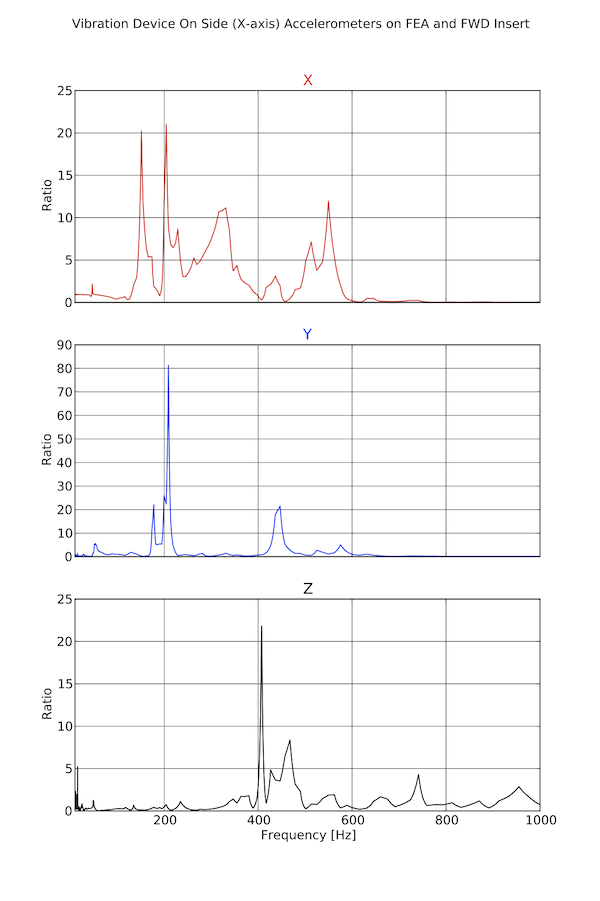 Vibration Device On Side (X-axis) Accelerometers on FEA and FWD Insert
X
25
20
15
10
5
0
Ratio
Y
90
80
70
60
50
40
30
20
10
0
Ratio
Z
25
20
15
10
5
0
Ratio
200 400 600 800 1000
Frequency [Hz]